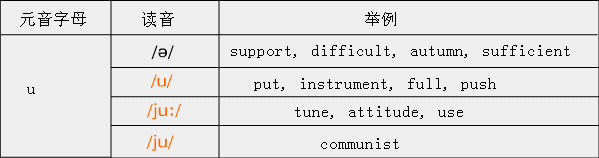 元音字母 读音 举例
u /ə/ support, difficult, autumn, sufficient
/u/ put, instrument, full, push
/juː/ tune, attitude, use
/ju/ communist